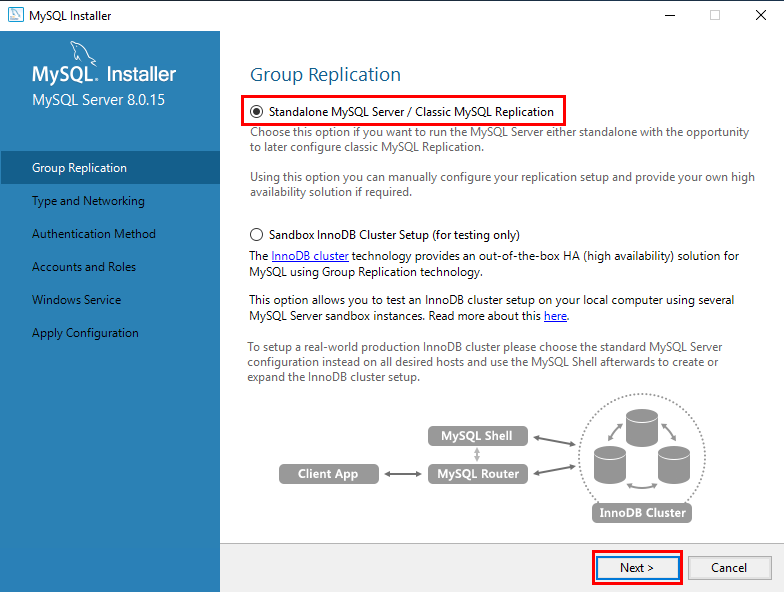 MySQL Installer
MySQL. Installer
MySQL Server 8.0.15
Group Replication
Type and Networking
Authentication Method
Accounts and Roles
Windows Service
Apply Configuration
Group Replication
Standalone MySQL Server / Classic MySQL Replication
Choose this option if you want to run the MySQL Server either standalone with the opportunity
to later configure classic MySQL Replication.
Using this option you can manually configure your replication setup and provide your own high
availability solution if required.
Sandbox InnoDB Cluster Setup (for testing only)
The InnoDB cluster technology provides an out-of-the-box HA (high availability) solution for
MySQL using Group Replication technology.
This option allows you to test an InnoDB cluster setup on your local computer using several
MySQL Server sandbox instances. Read more about this here.
To setup a real-world production InnoDB cluster please choose the standard MySQL Server
configuration instead on all desired hosts and use the MySQL Shell afterwards to create or
expand the InnoDB cluster setup.
MySQL Shell
Client App
MySQL Router
InnoDB Cluster
Next >
Cancel